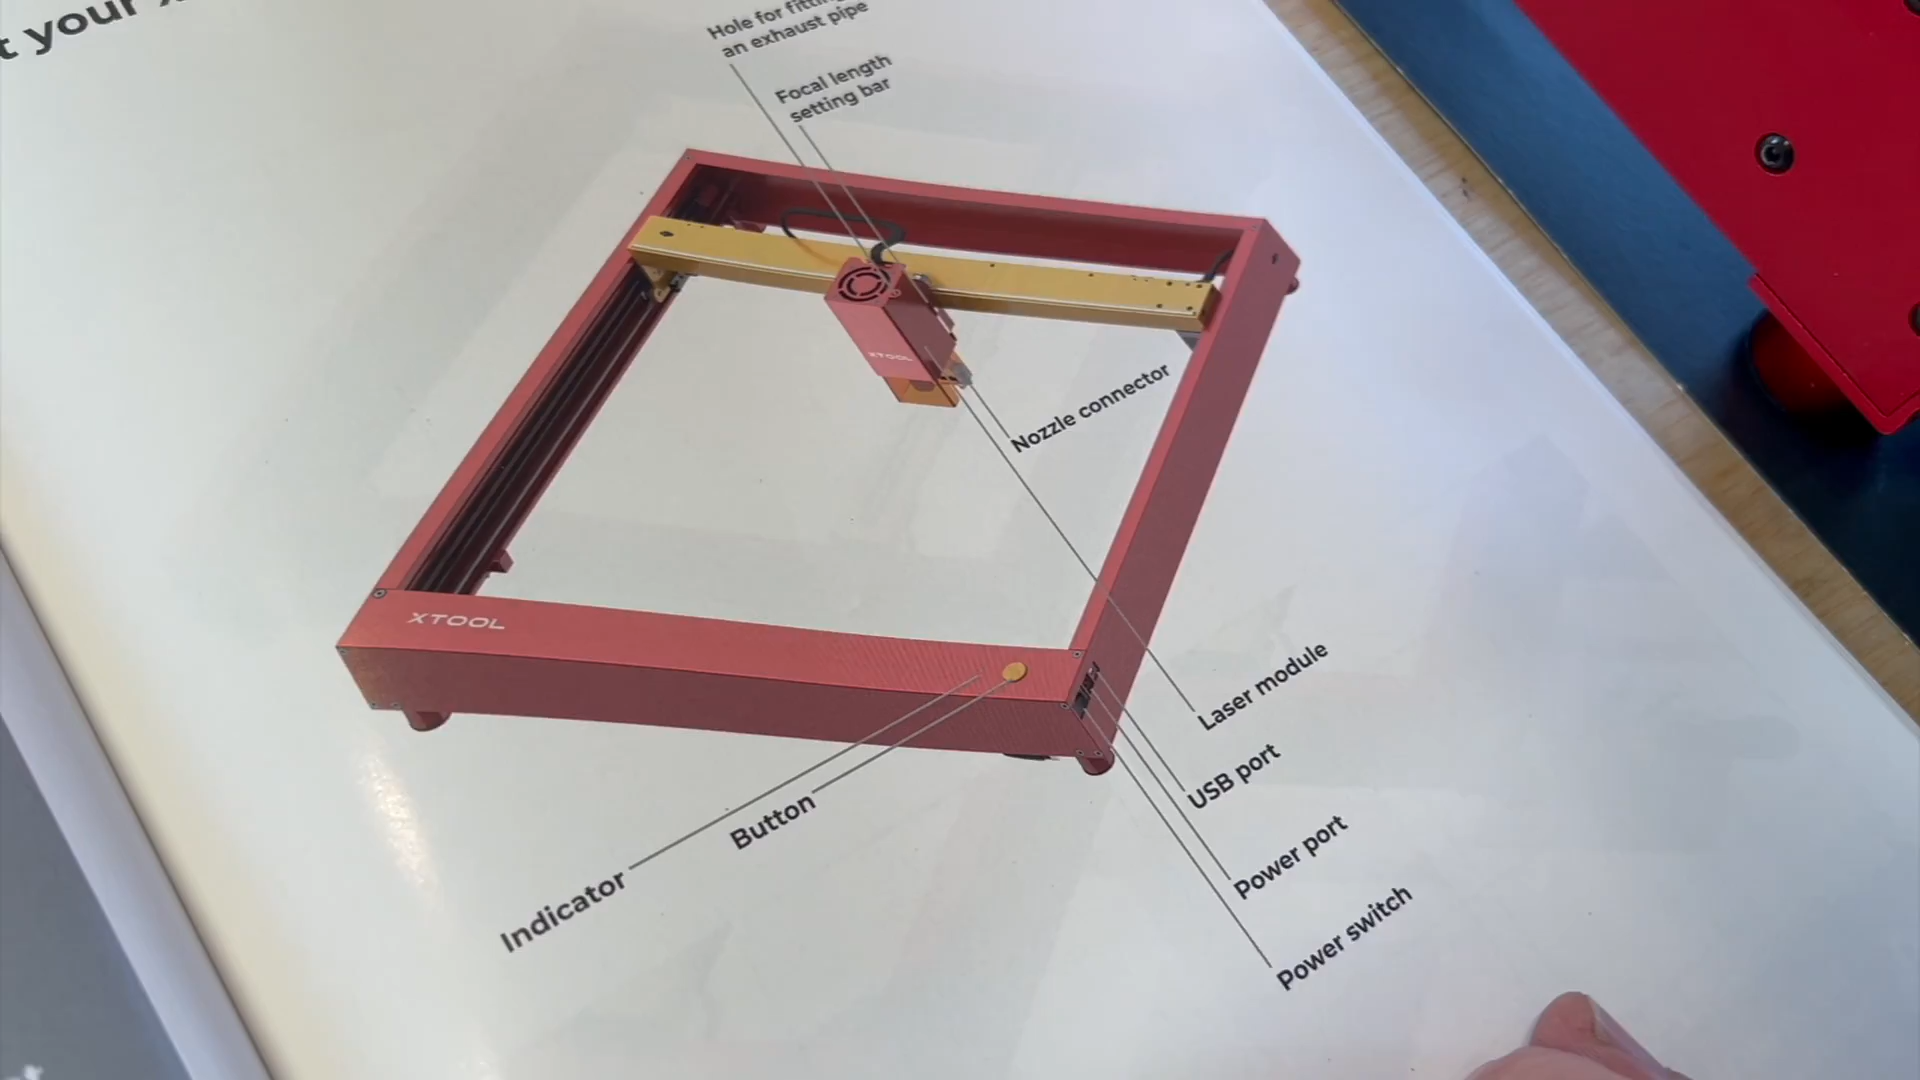 t your
Hole for fitting
an exhaust pipe
Focal length
setting bar
XTOOL
Nozzle connector
XTOOL
Laser module
USB port
Button
Power port
Indicator
Power switch